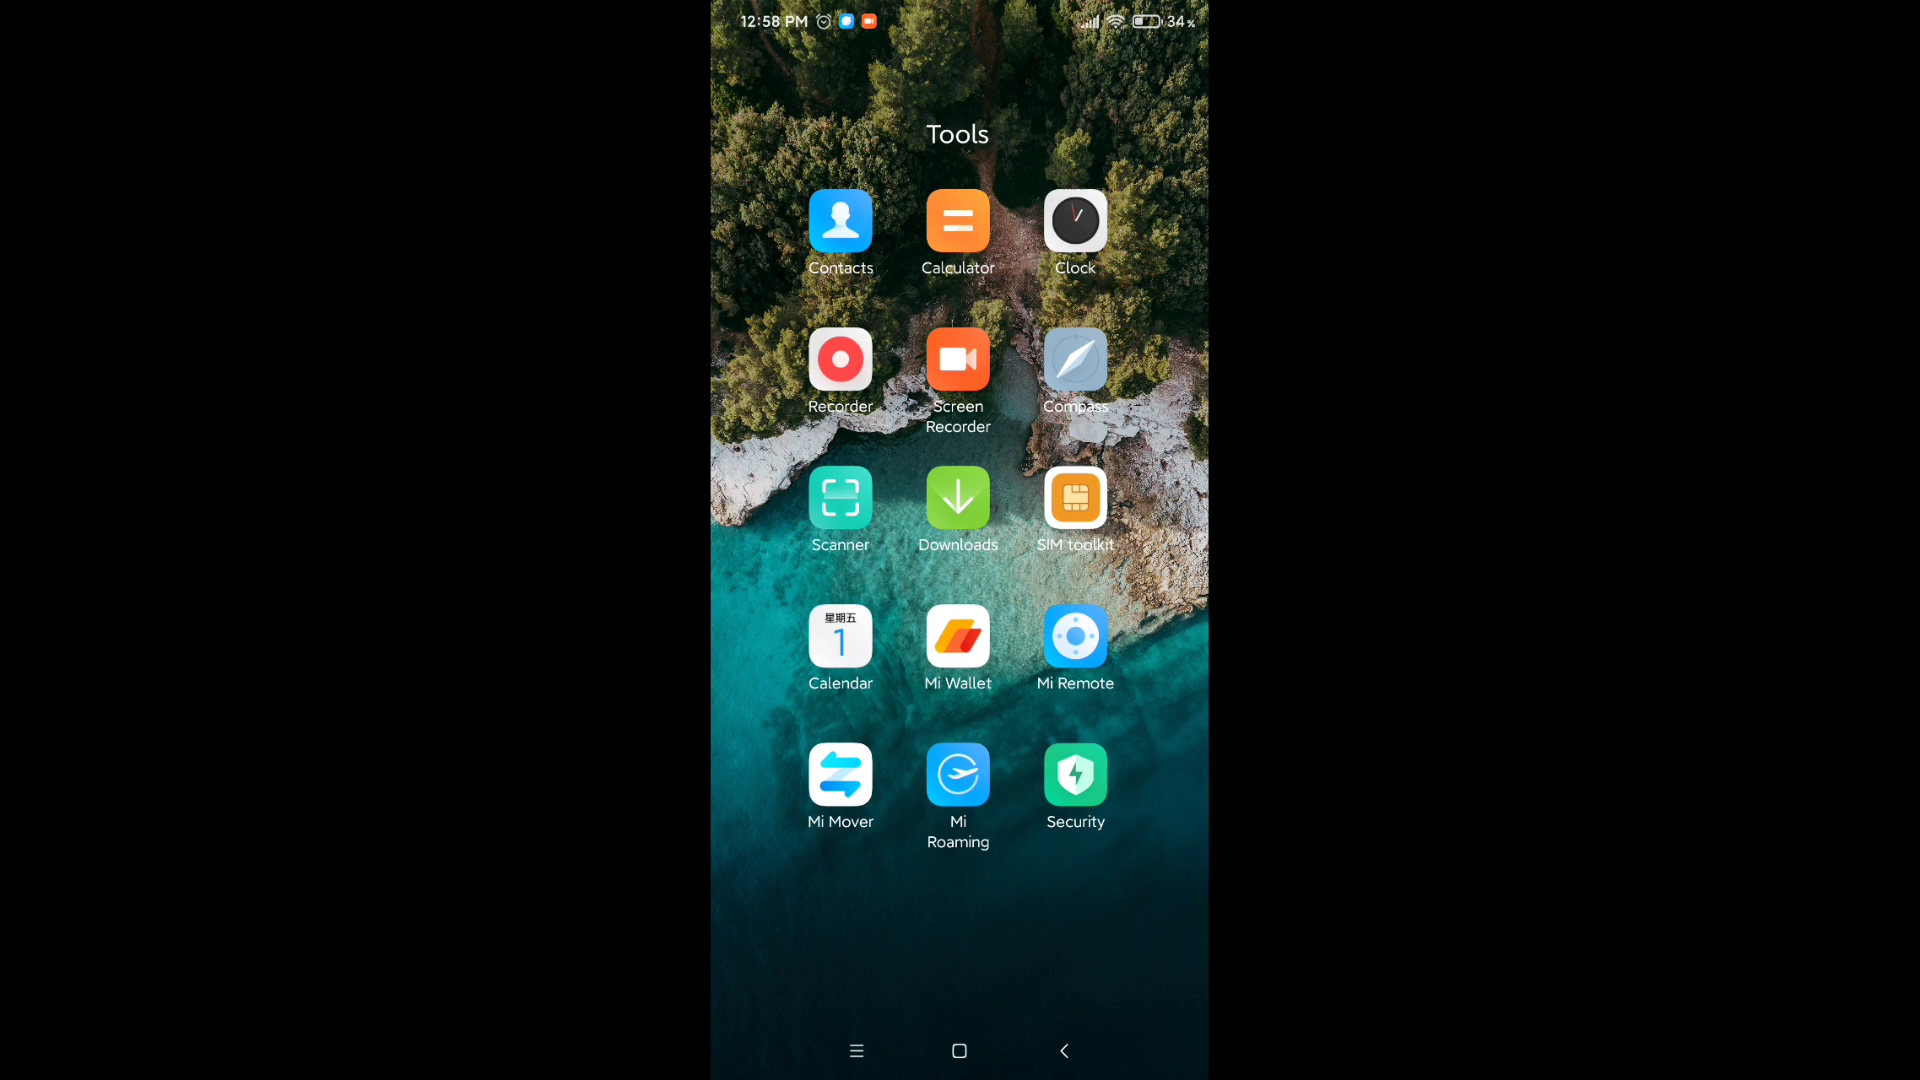 12:58 PM
34%
Tools
Contacts
Calculator
Clock
Recorder
Screen
Recorder
Compass
Scanner
Downloads
SIM toolkit
星期五
1
Calendar
Mi Wallet
Mi Remote
Mi Mover
Mi
Roaming
Security